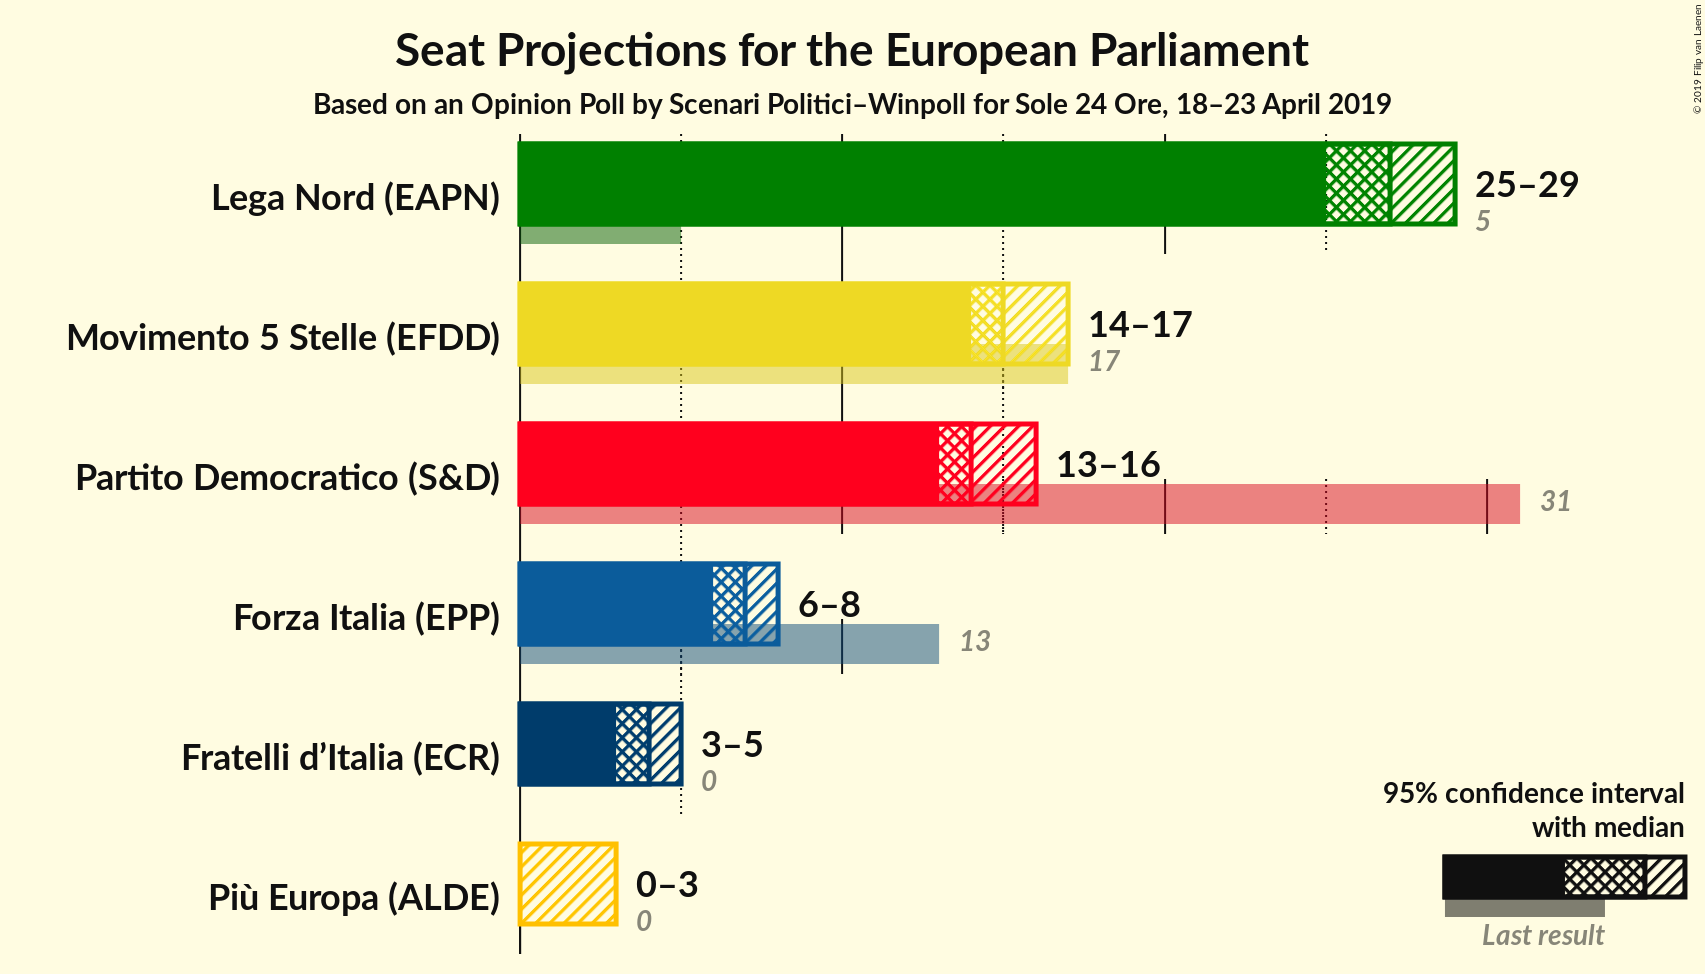 Seat Projections for the European Parliament
Based on an Opinion Poll by Scenari Politici–Winpoll for Sole 24 Ore, 18–23 April 2019
© 2019 Filip van Laenen
Lega Nord (EAPN)
25–29
5
Movimento 5 Stelle (EFDD)
14–17
17
Partito Democratico (S&D)
13–16
31
Forza Italia (EPP)
6–8
13
Fratelli d’Italia (ECR)
3–5
0
Più Europa (ALDE)
0–3
0
95% confidence interval
with median
Last result